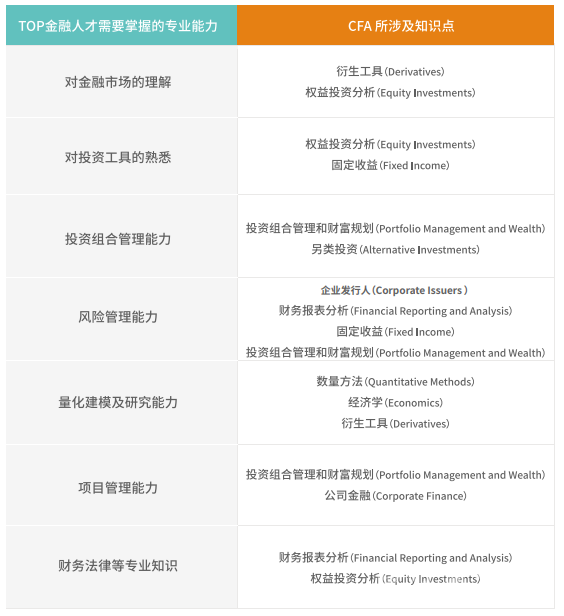 TOP金融人才需要掌握的专业能力
CFA 所涉及知识点
对金融市场的理解
衍生工具(Derivatives)
权益投资分析(Equity Investments)
对投资工具的熟悉
权益投资分析(Equity Investments)
固定收益(Fixed Income)
投资组合管理能力
投资组合管理和财富规划(Portfolio Management and Wealth)
另类投资(Alternative Investments)
风险管理能力
企业发行人(Corporate Issuers )
财务报表分析(Financial Reporting and Analysis)
固定收益(Fixed Income)
投资组合管理和财富规划(Portfolio Management and Wealth)
量化建模及研究能力
数量方法(Quantitative Methods)
经济学(Economics)
衍生工具(Derivatives)
项目管理能力
投资组合管理和财富规划(Portfolio Management and Wealth)
公司金融(Corporate Finance)
财务法律等专业知识
财务报表分析(Financial Reporting and Analysis)
权益投资分析(Equity Investments)